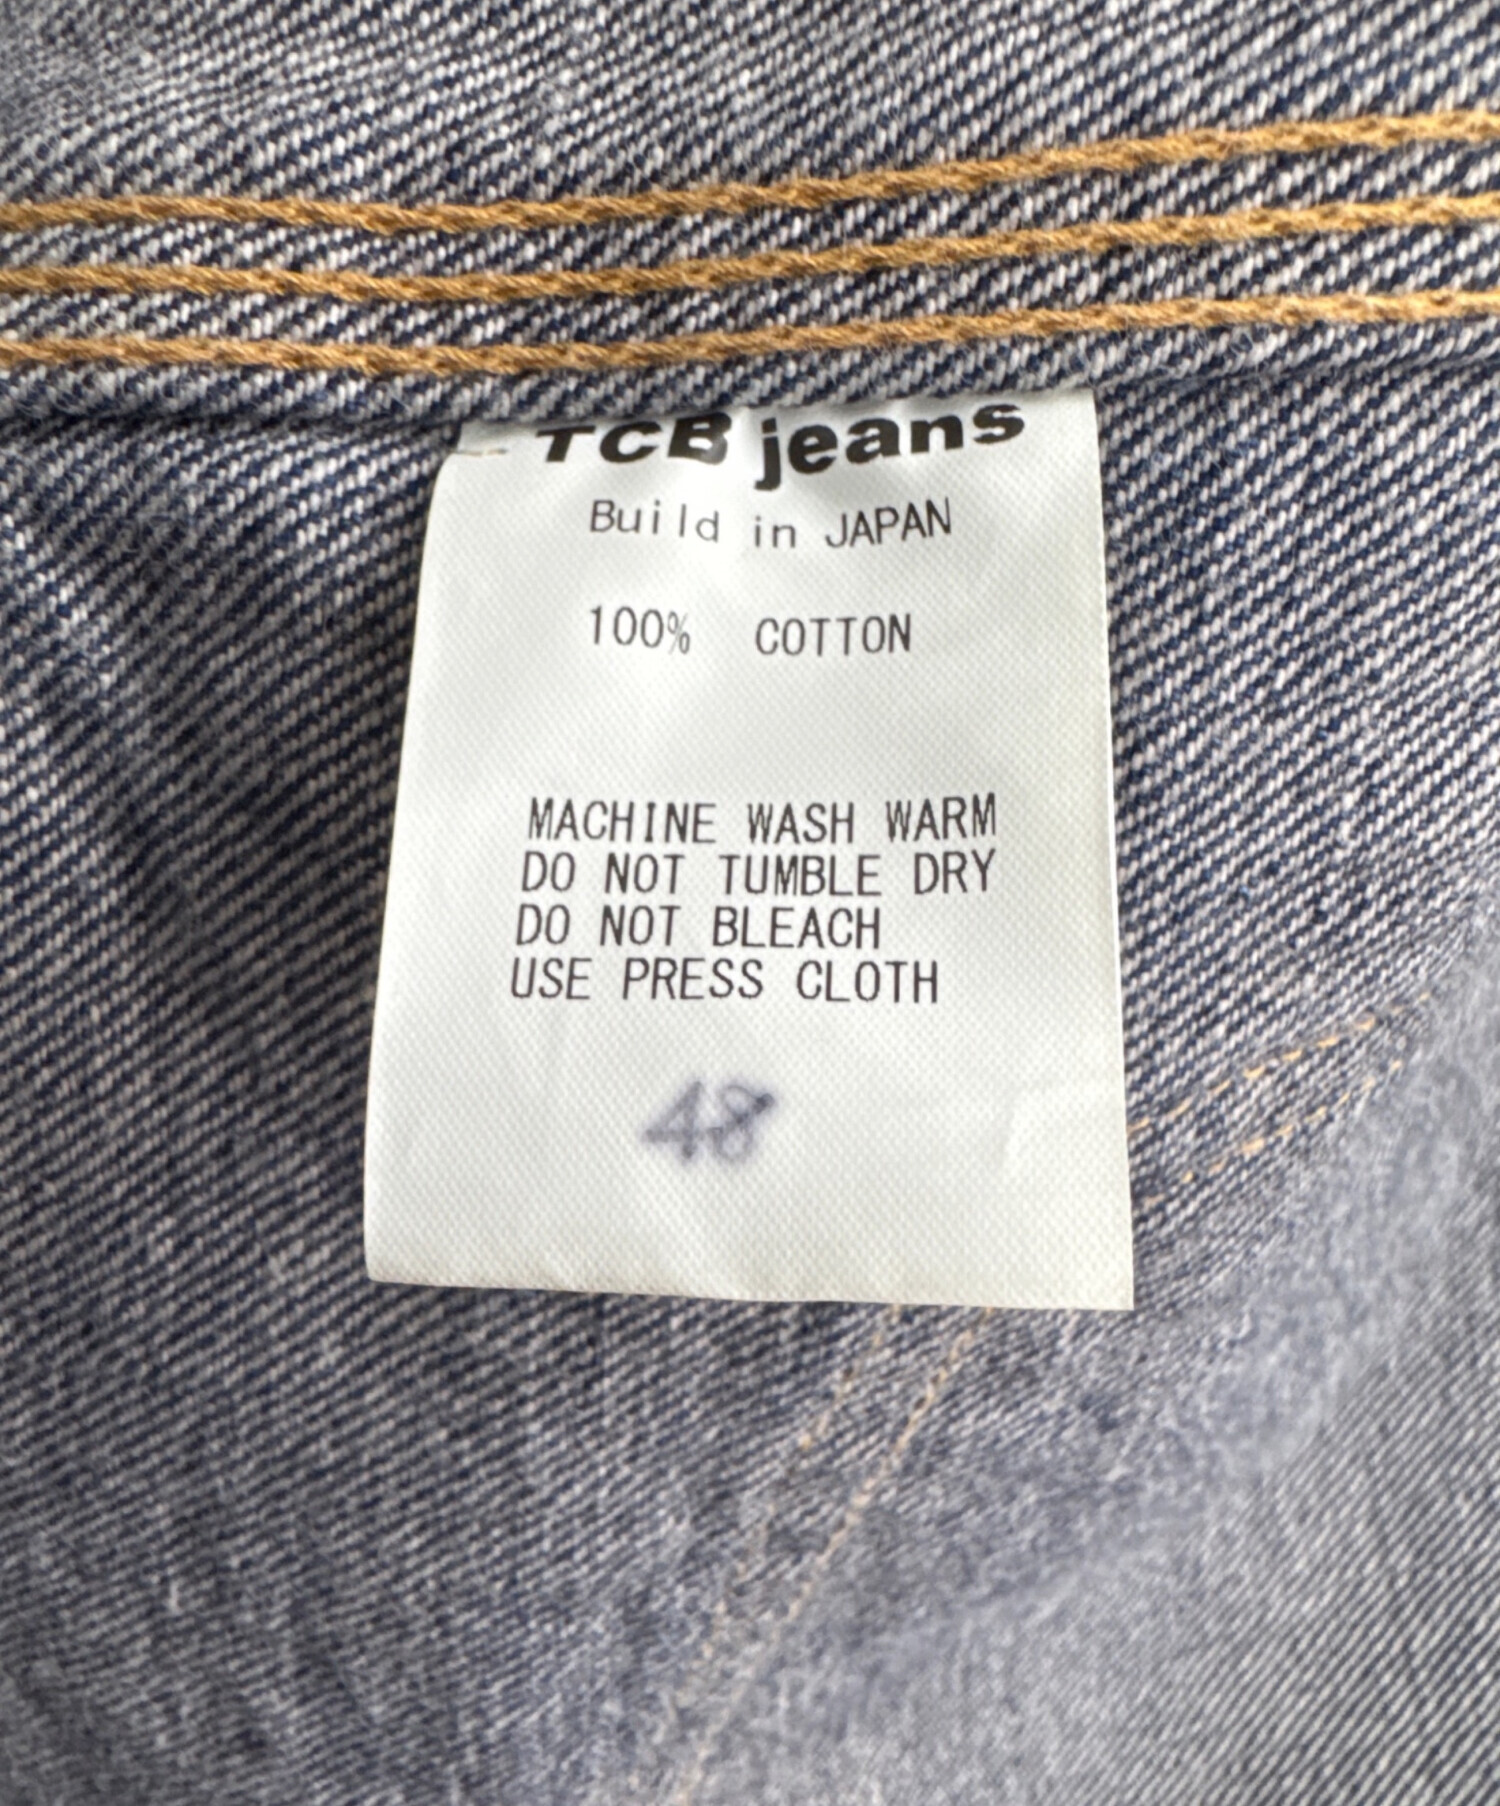 TCB jeans
Build in JAPAN
100% COTTON
MACHINE WASH WARM
DO NOT TUMBLE DRY
DO NOT BLEACH
USE PRESS CLOTH
48